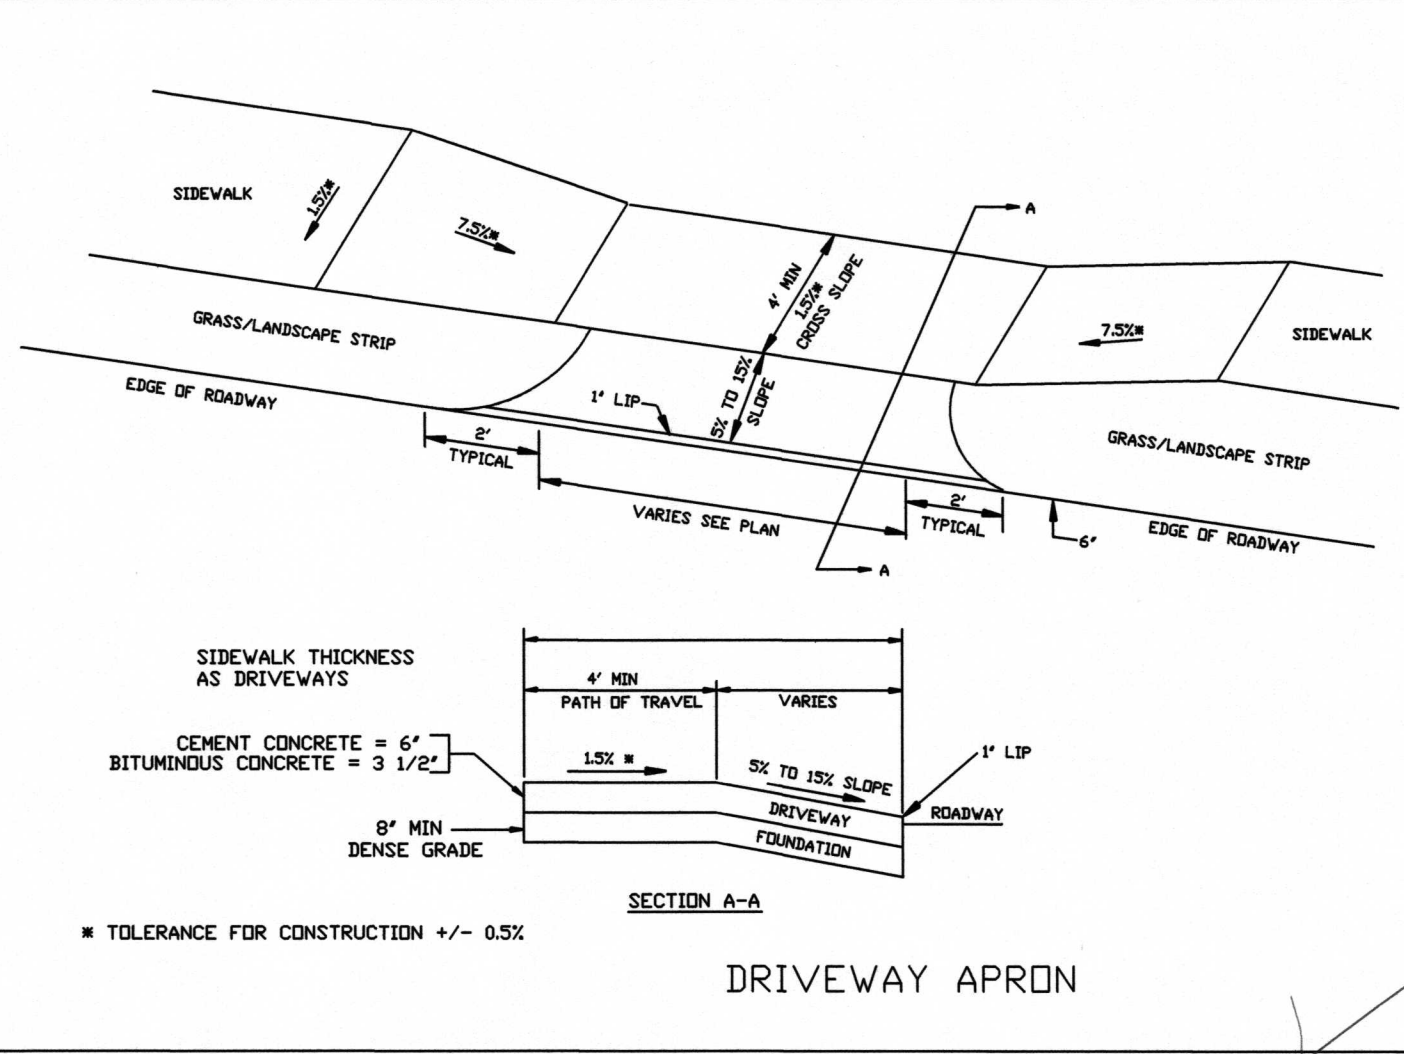 SIDEWALK
1.5%*
7.5%*
GRASS/LANDSCAPE STRIP
EDGE OF ROADWAY
4' MIN
1.5%*
CROSS SLOPE
5% TO 15%
SLOPE
1" LIP
2'
TYPICAL
VARIES SEE PLAN
2'
TYPICAL
A
A
7.5%*
SIDEWALK
GRASS/LANDSCAPE STRIP
6"
EDGE OF ROADWAY
SIDEWALK THICKNESS
AS DRIVEWAYS
CEMENT CONCRETE = 6"
BITUMINOUS CONCRETE = 3 1/2"
8" MIN
DENSE GRADE
4' MIN
PATH OF TRAVEL
VARIES
1.5% *
5% TO 15% SLOPE
DRIVEWAY
FOUNDATION
1" LIP
ROADWAY
SECTION A-A
* TOLERANCE FOR CONSTRUCTION +/- 0.5%
DRIVEWAY APRON